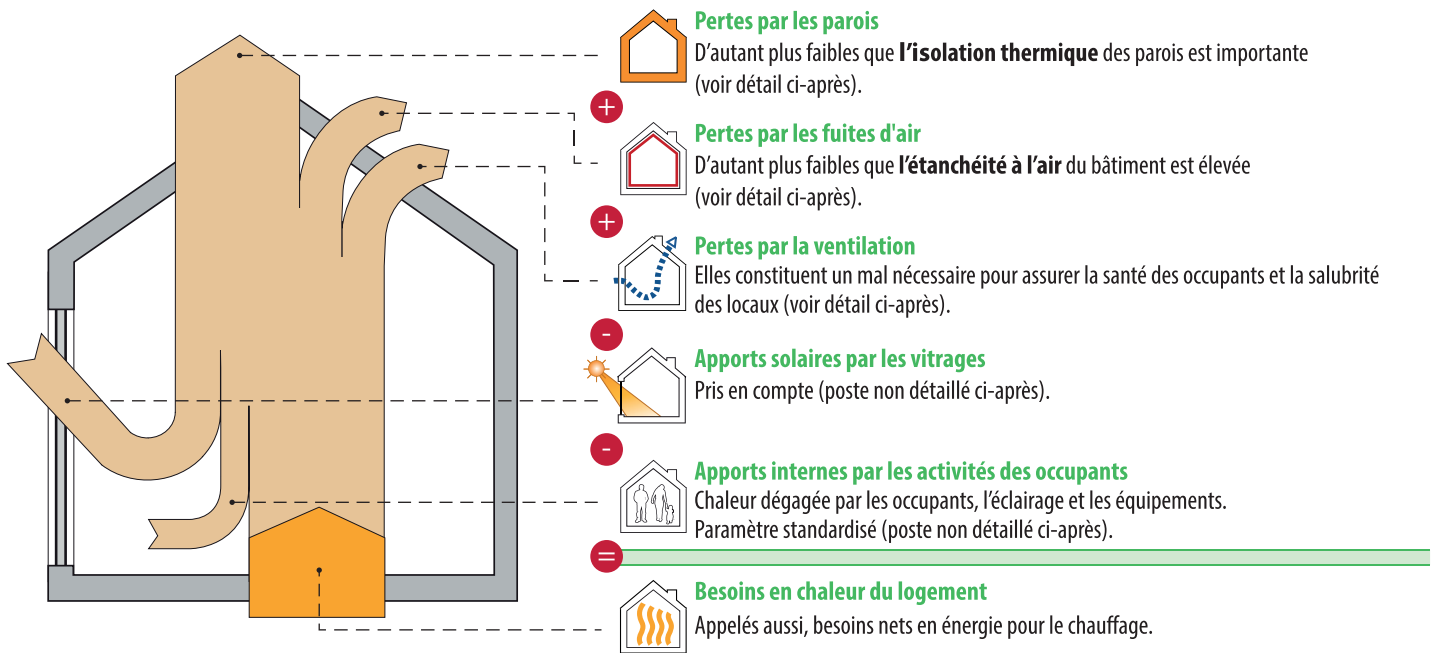 Pertes par les parois
D'autant plus faibles que l'isolation thermique des parois est importante
(voir détail ci-après).
+
Pertes par les fuites d'air
D'autant plus faibles que l'étanchéité à l'air du bâtiment est élevée
(voir détail ci-après).
+
Pertes par la ventilation
Elles constituent un mal nécessaire pour assurer la santé des occupants et la salubrité
des locaux (voir détail ci-après).
-
Apports solaires par les vitrages
Pris en compte (poste non détaillé ci-après).
-
Apports internes par les activités des occupants
Chaleur dégagée par les occupants, l'éclairage et les équipements.
Paramètre standardisé (poste non détaillé ci-après).
=
Besoins en chaleur du logement
Appelés aussi, besoins nets en énergie pour le chauffage.